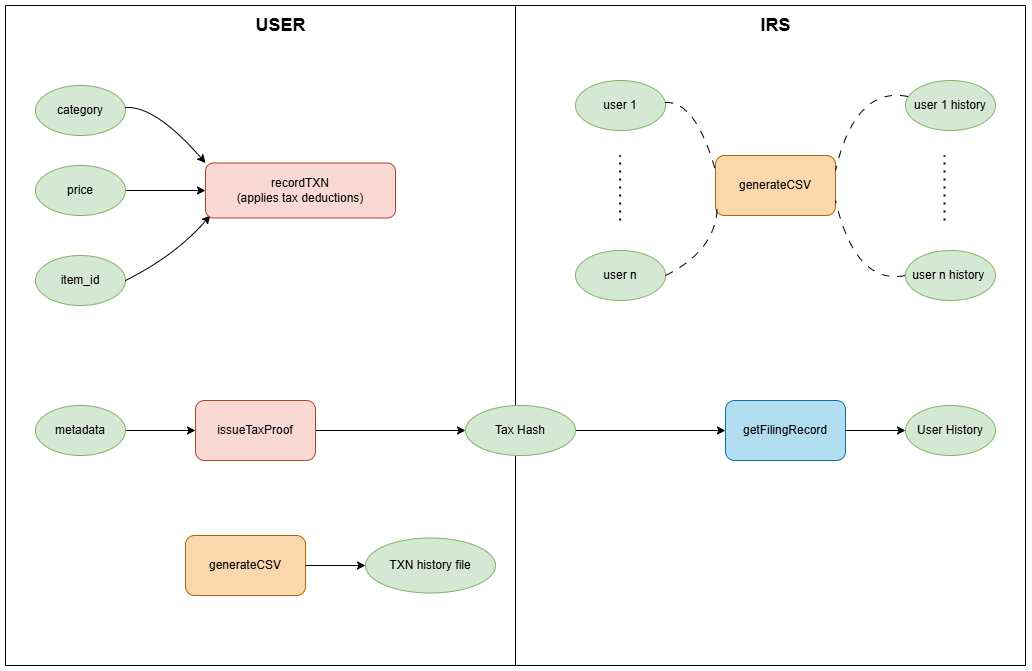 USER
category
price
item_id
recordTXN
(applies tax deductions)
metadata
issueTaxProof
Tax Hash
generateCSV
TXN history file
IRS
user 1
user n
generateCSV
user 1 history
user n history
getFilingRecord
User History